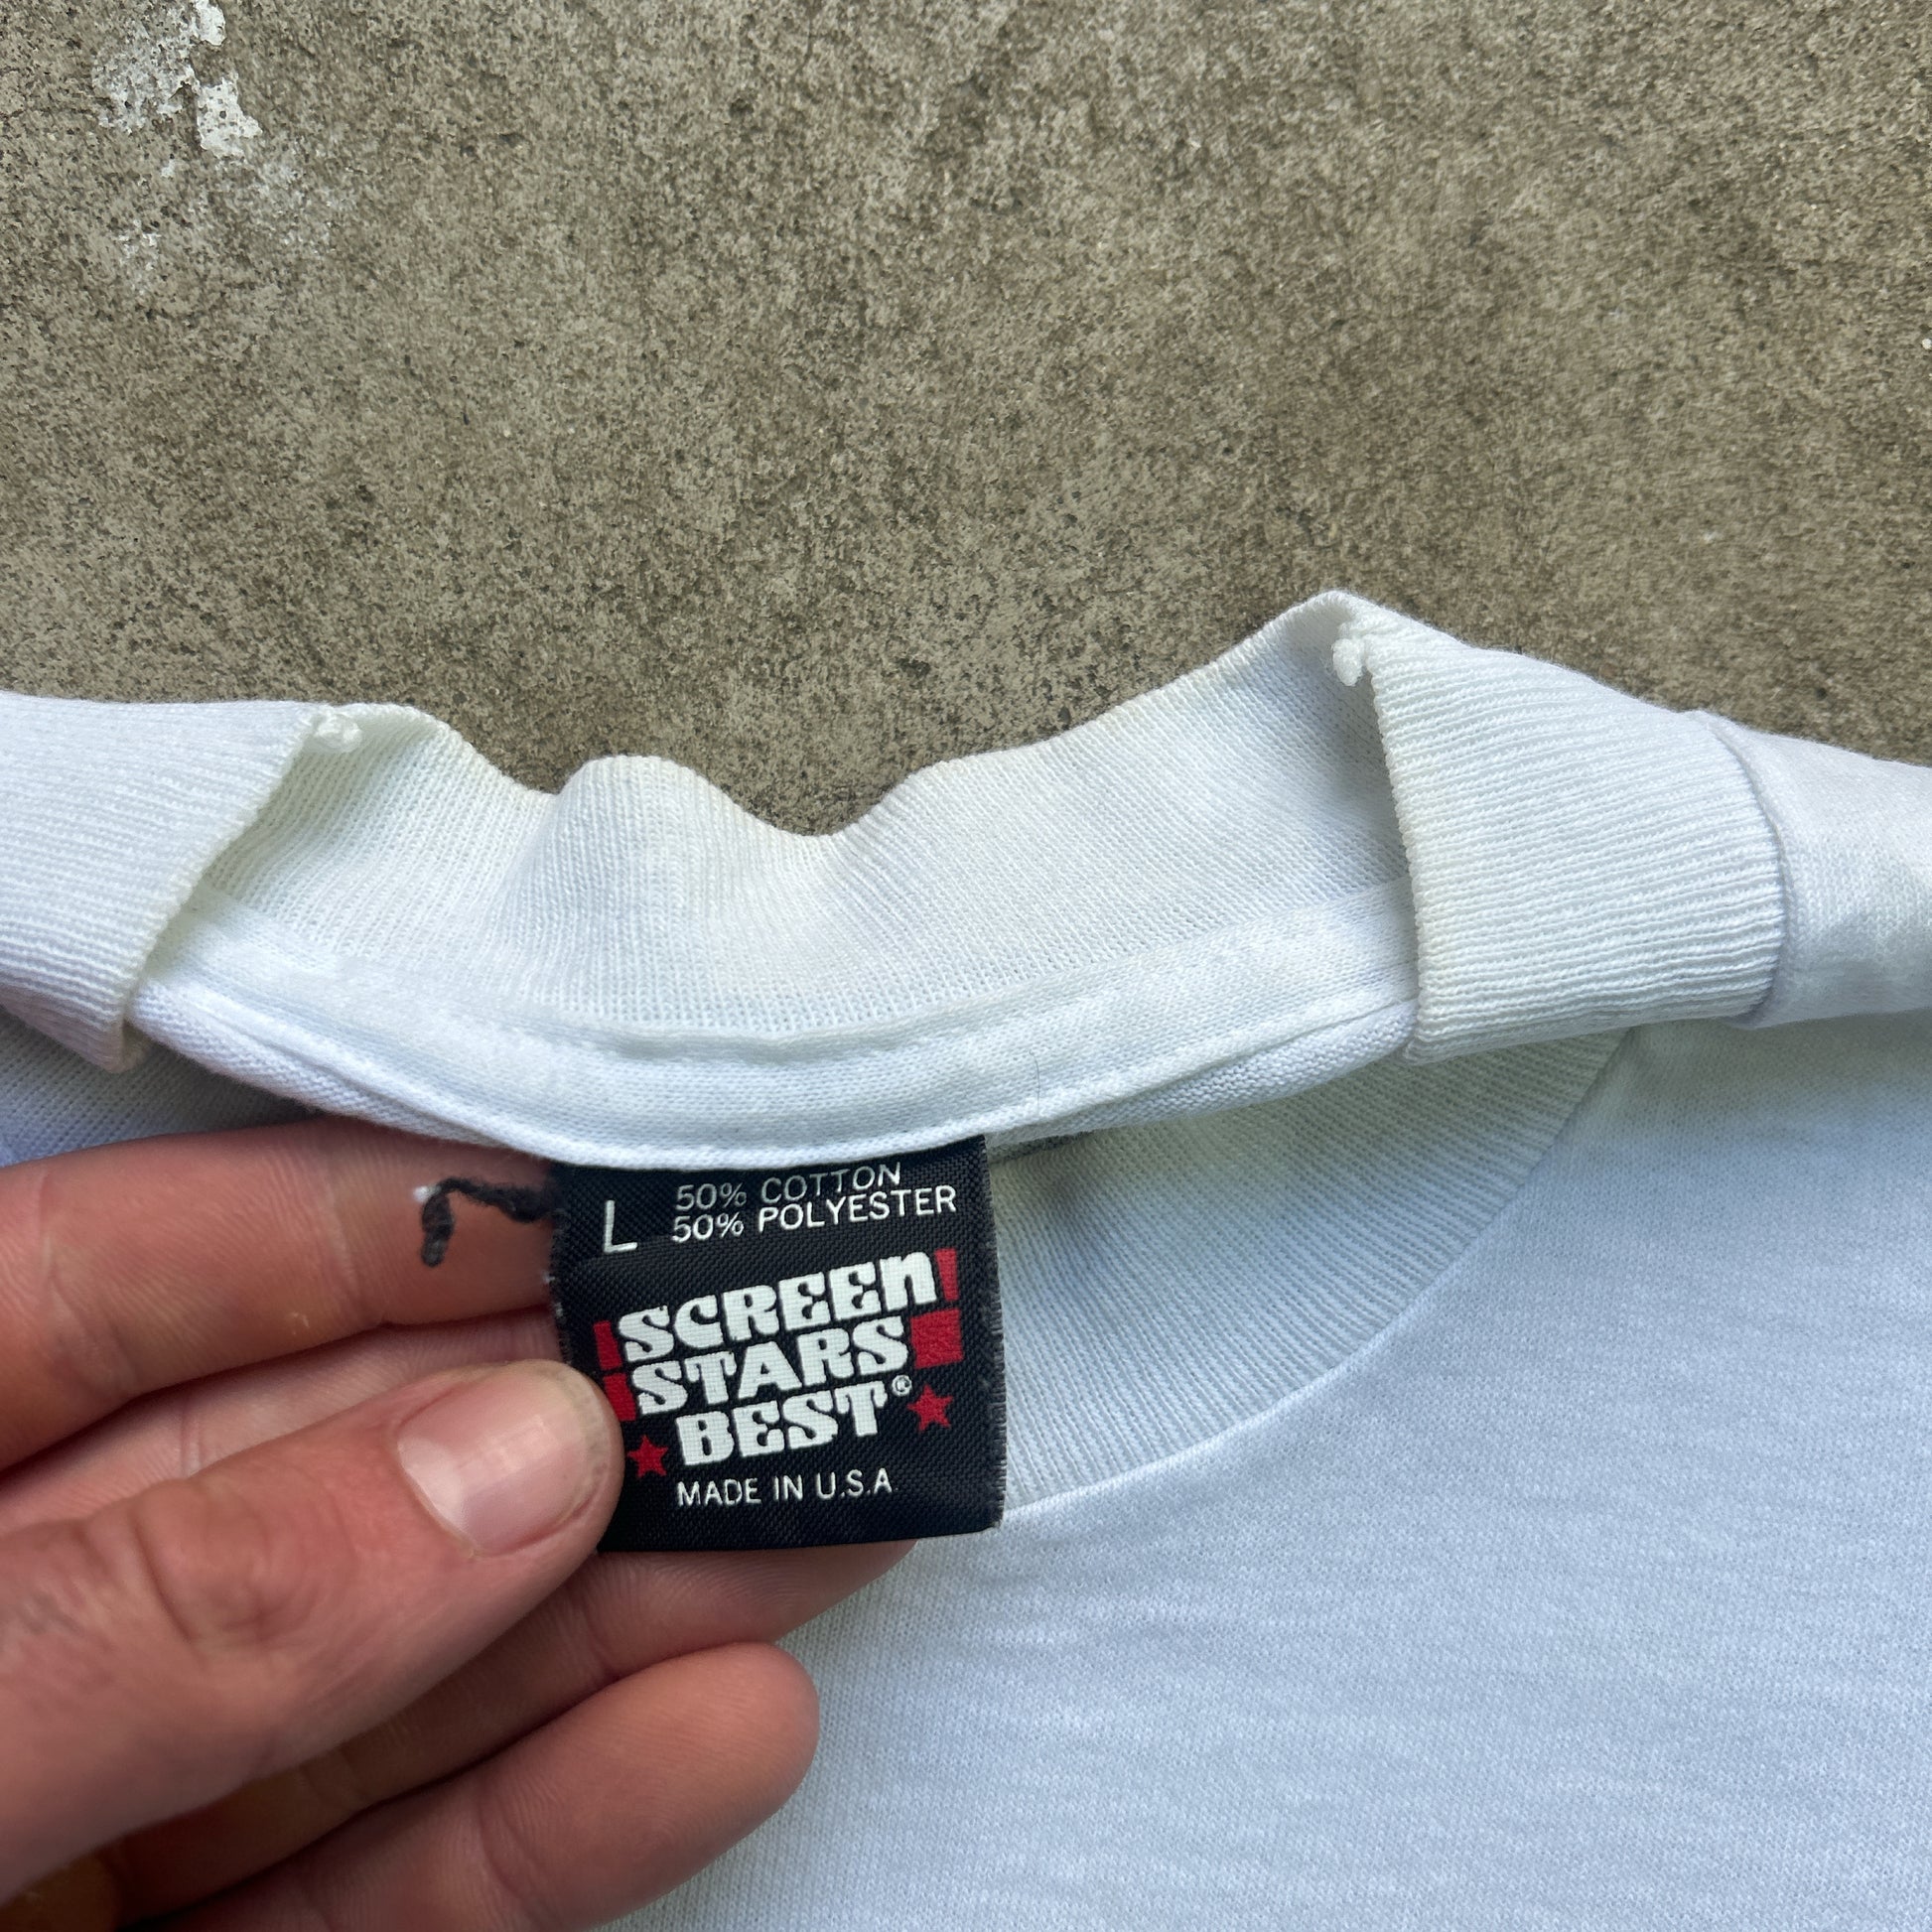 L
50% COTTON
50% POLYESTER
SCREEn
STARS
BEST®
MADE IN U.S.A.